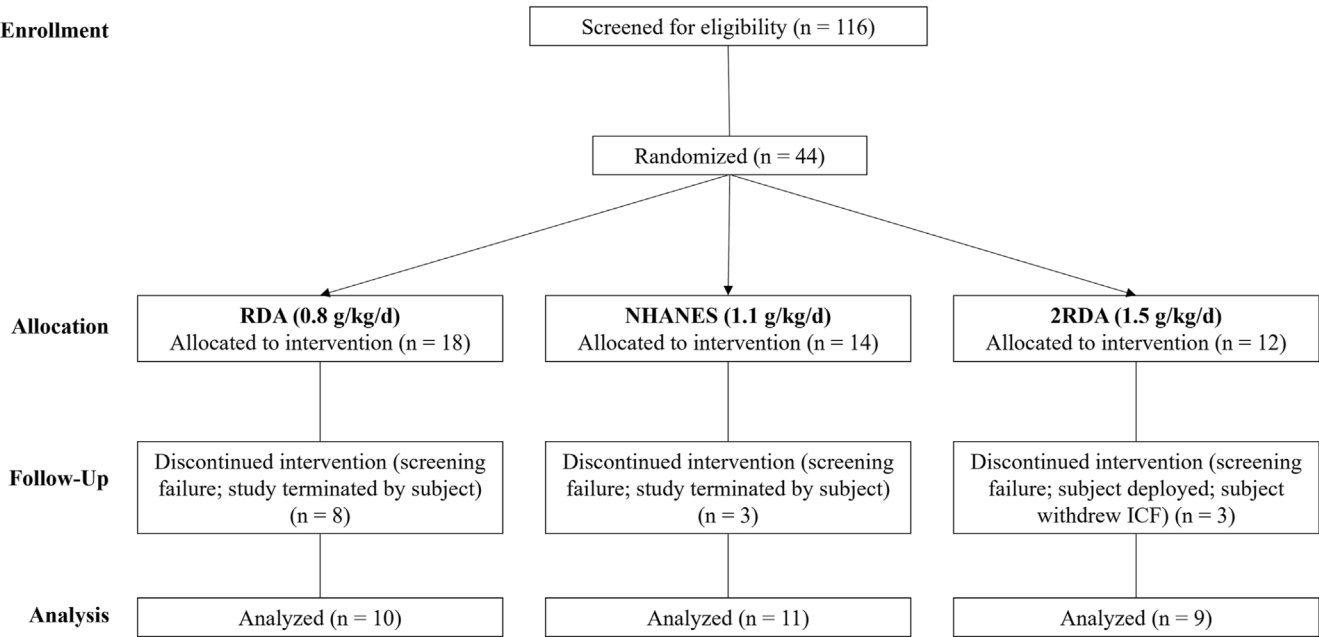 Enrollment
Screened for eligibility (n = 116)
Randomized (n = 44)
Allocation
RDA (0.8 g/kg/d)
Allocated to intervention (n = 18)
NHANES (1.1 g/kg/d)
Allocated to intervention (n = 14)
2RDA (1.5 g/kg/d)
Allocated to intervention (n = 12)
Follow-Up
Discontinued intervention (screening
failure; study terminated by subject)
(n = 8)
Discontinued intervention (screening
failure; study terminated by subject)
(n = 3)
Discontinued intervention (screening
failure; subject deployed; subject
withdrew ICF) (n = 3)
Analysis
Analyzed (n = 10)
Analyzed (n = 11)
Analyzed (n = 9)